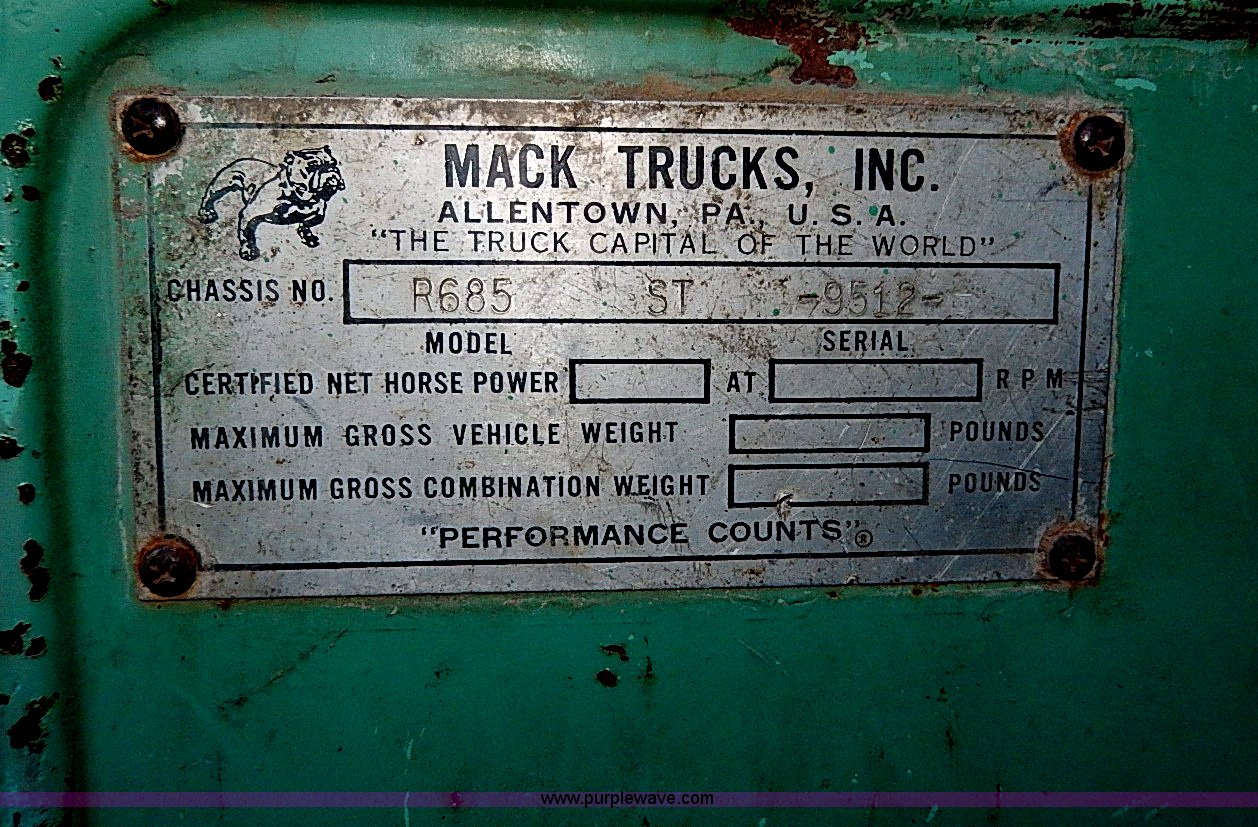 MACK TRUCKS, INC.
ALLENTOWN, PA., U. S. A.
"THE TRUCK CAPITAL OF THE WORLD"
CHASSIS NO. R685 ST -9512-
MODEL SERIAL
CERTIFIED NET HORSE POWER AT R P M
MAXIMUM GROSS VEHICLE WEIGHT POUNDS
MAXIMUM GROSS COMBINATION WEIGHT POUNDS
"PERFORMANCE COUNTS"®
www.purplewave.com